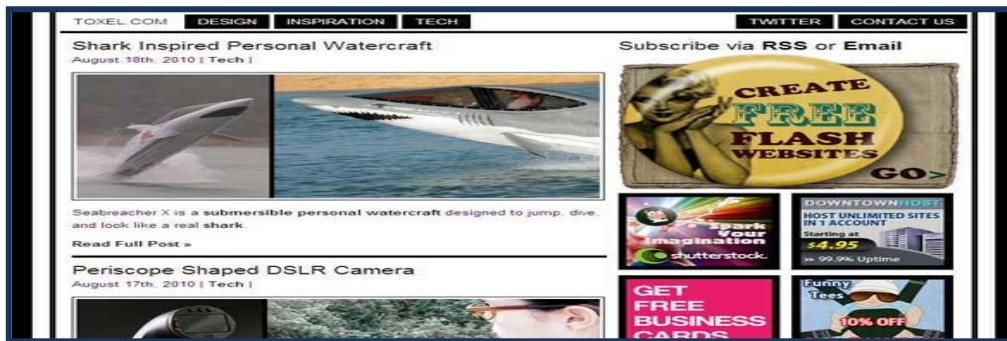 TOXEL.COM DESIGN INSPIRATION TECH TWITTER CONTACT US
Shark Inspired Personal Watercraft
August 18th, 2010 | Tech |
Seabreacher X is a submersible personal watercraft designed to jump, dive,
and look like a real shark.
Read Full Post »
Periscope Shaped DSLR Camera
August 17th, 2010 | Tech |
Subscribe via RSS or Email
CREATE
FREE
FLASH
WEBSITES
GO>
Spark
Your
Imagination
shutterstock.
DOWNTOWNHOST
HOST UNLIMITED SITES
IN 1 ACCOUNT
Starting at
$4.95
>> 99.9% Uptime
GET
FREE
BUSINESS
CARDS
Funny
Tees
10% OFF